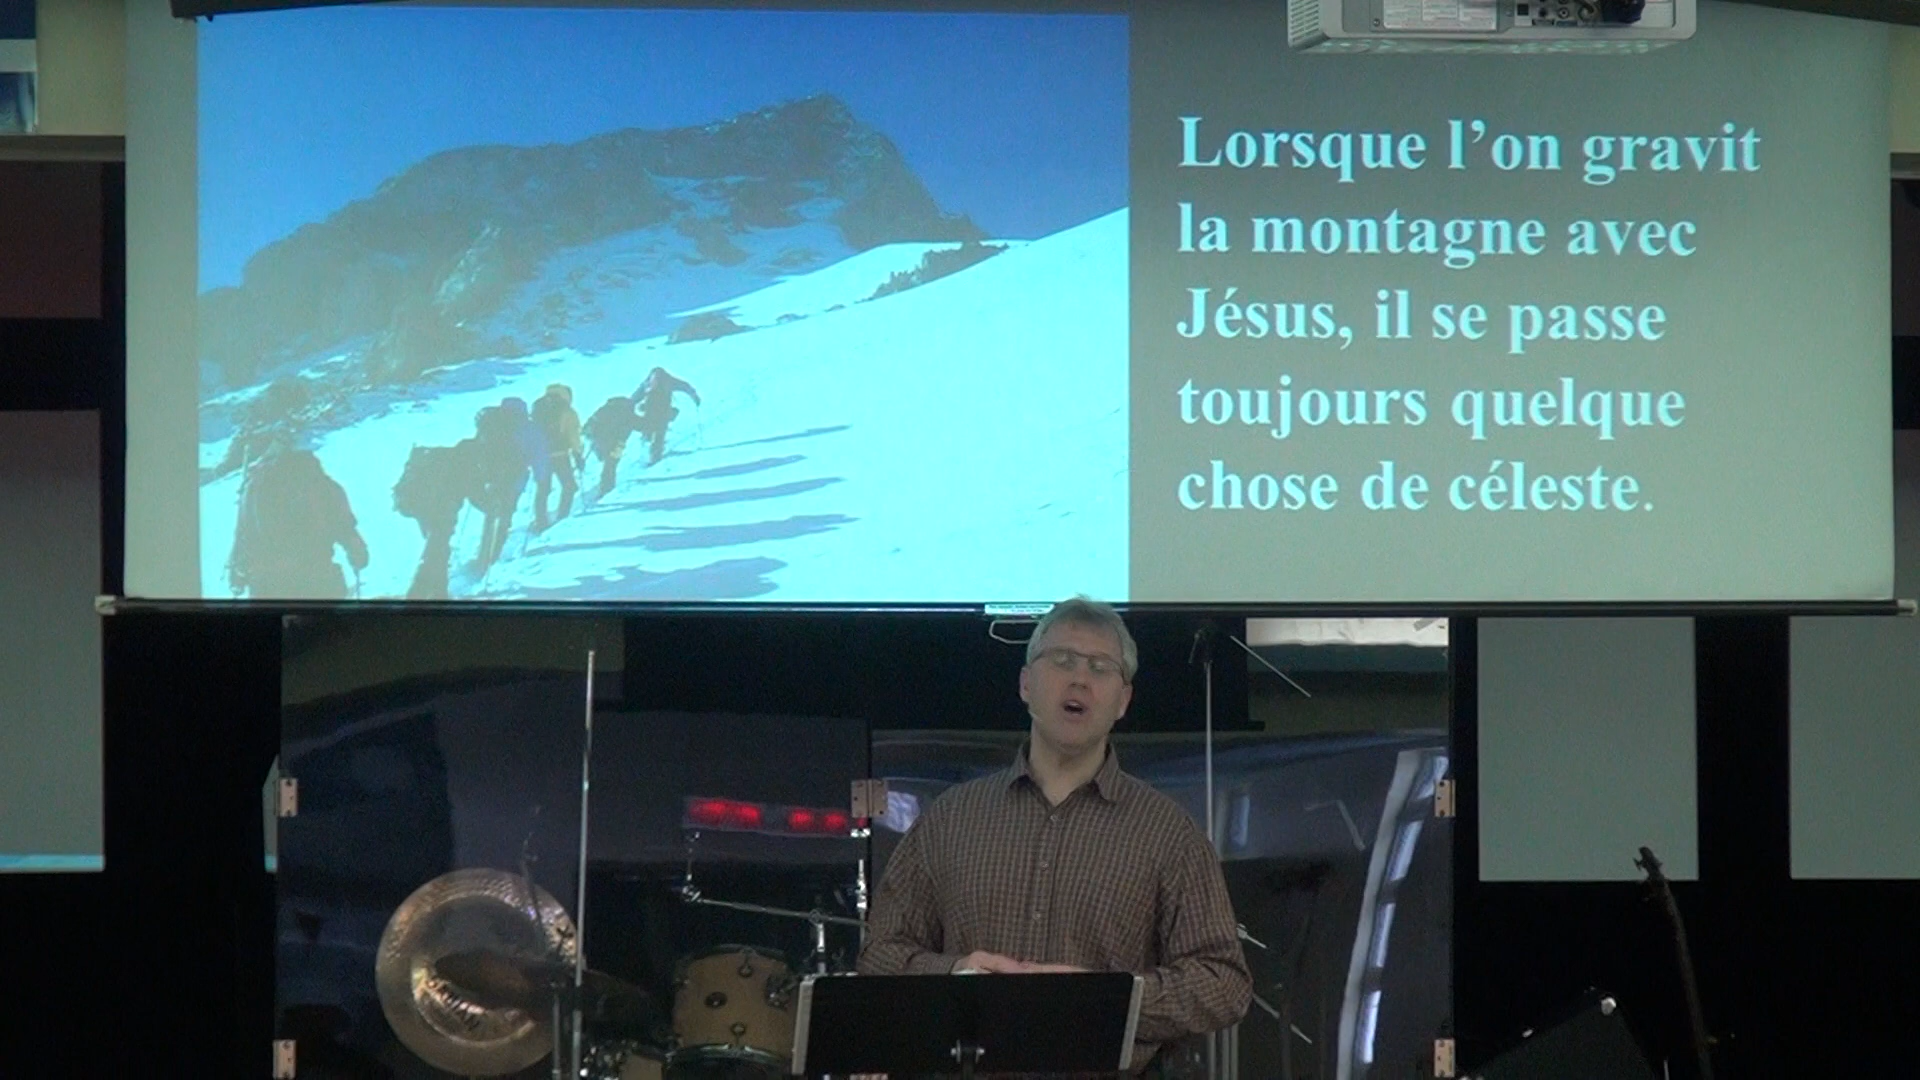 Lorsque l’on gravit
la montagne avec
Jésus, il se passe
toujours quelque
chose de céleste.